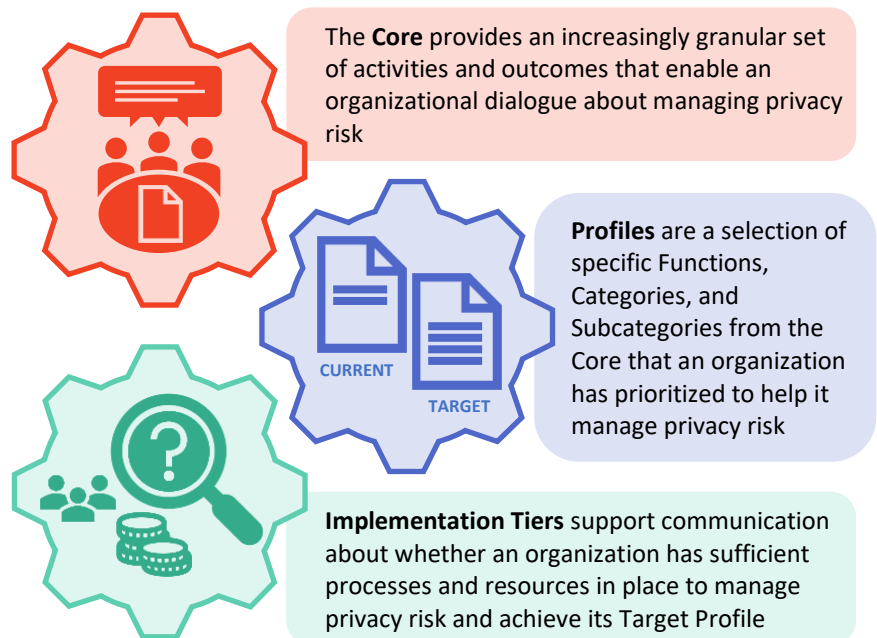 The Core provides an increasingly granular set
of activities and outcomes that enable an
organizational dialogue about managing privacy
risk
CURRENT
TARGET
Profiles are a selection of
specific Functions,
Categories, and
Subcategories from the
Core that an organization
has prioritized to help it
manage privacy risk
?
Implementation Tiers support communication
about whether an organization has sufficient
processes and resources in place to manage
privacy risk and achieve its Target Profile